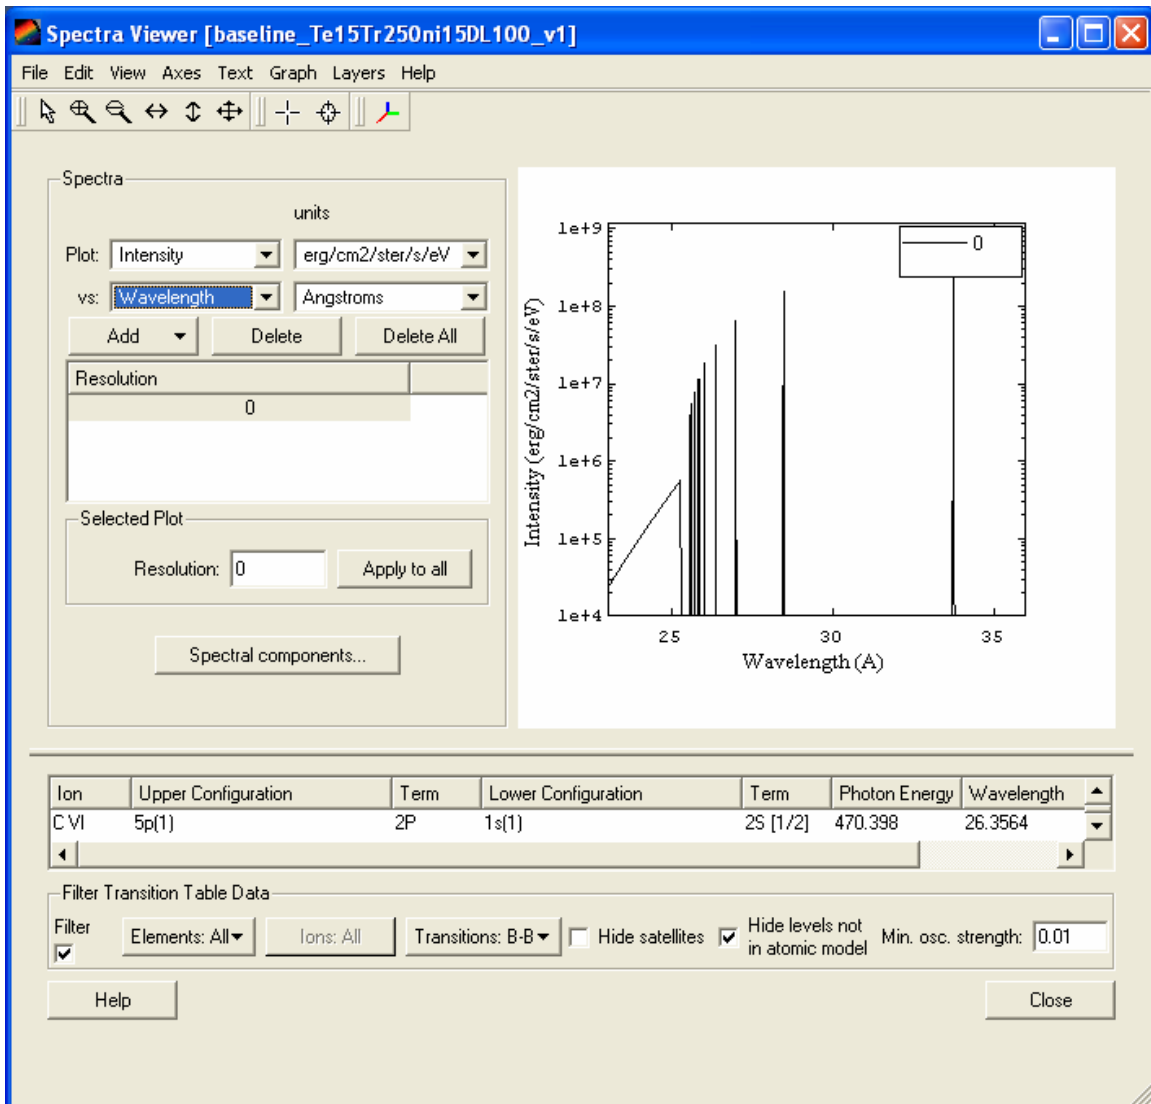 Spectra Viewer [baseline_Te15Tr250ni15DL100_v1]
File Edit View Axes Text Graph Layers Help
Spectra
units
Plot: Intensity erg/cm2/ster/s/eV
vs: Wavelength Angstroms
Add Delete Delete All
Resolution
0
Selected Plot
Resolution: 0 Apply to all
Spectral components...
0
1e+9
1e+8
1e+7
1e+6
1e+5
1e+4
Intensity (erg/cm2/ster/s/eV)
25 30 35
Wavelength (A)
Ion Upper Configuration Term Lower Configuration Term Photon Energy Wavelength
C VI 5p(1) 2P 1s(1) 2S [1/2] 470.398 26.3564
Filter Transition Table Data
Filter Elements: All Ions: All Transitions: B-B Hide satellites Hide levels not
in atomic model Min. osc. strength: 0.01
Help Close